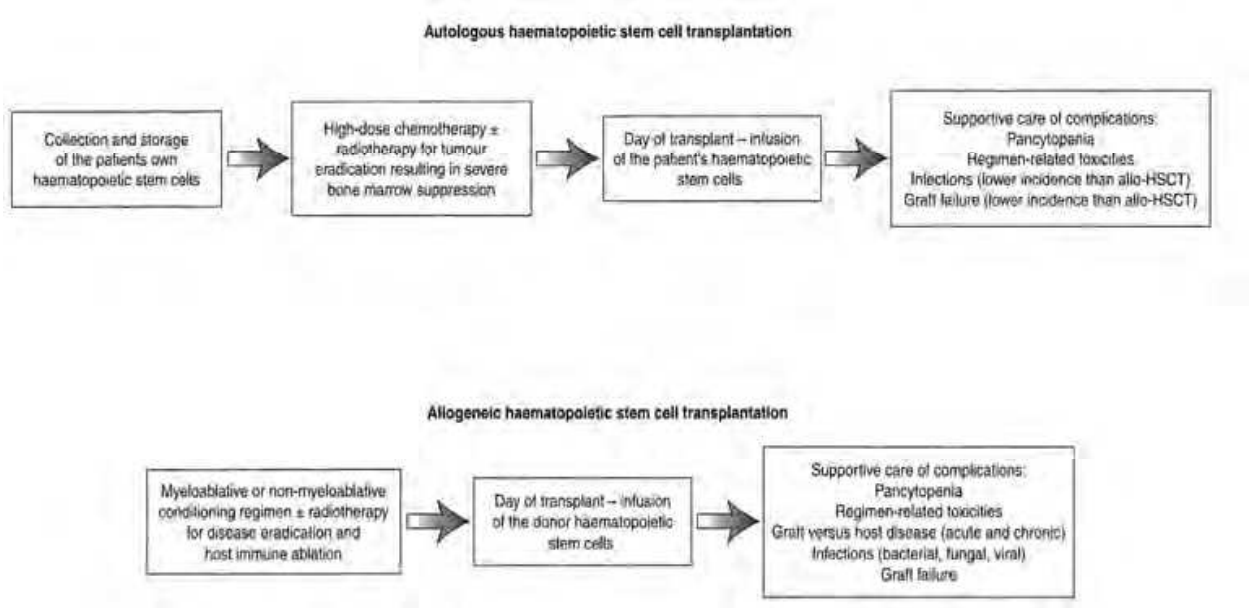 Autologous haematopoietic stem cell transplantation
Collection and storage
of the patients own
haematopoietic stem cells
High-dose chemotherapy ±
radiotherapy for tumour
eradication resulting in severe
bone marrow suppression
Day of transplant – infusion
of the patient's haematopoietic
stem cells
Supportive care of complications:
Pancytopenia
Regimen-related toxicities
Infections (lower incidence than allo-HSCT)
Graft failure (lower incidence than allo-HSCT)
Allogeneic haematopoietic stem cell transplantation
Myeloablative or non-myeloablative
conditioning regimen ± radiotherapy
for disease eradication and
host immune ablation
Day of transplant – infusion
of the donor haematopoietic
stem cells
Supportive care of complications:
Pancytopenia
Regimen-related toxicities
Graft versus host disease (acute and chronic)
Infections (bacterial, fungal, viral)
Graft failure